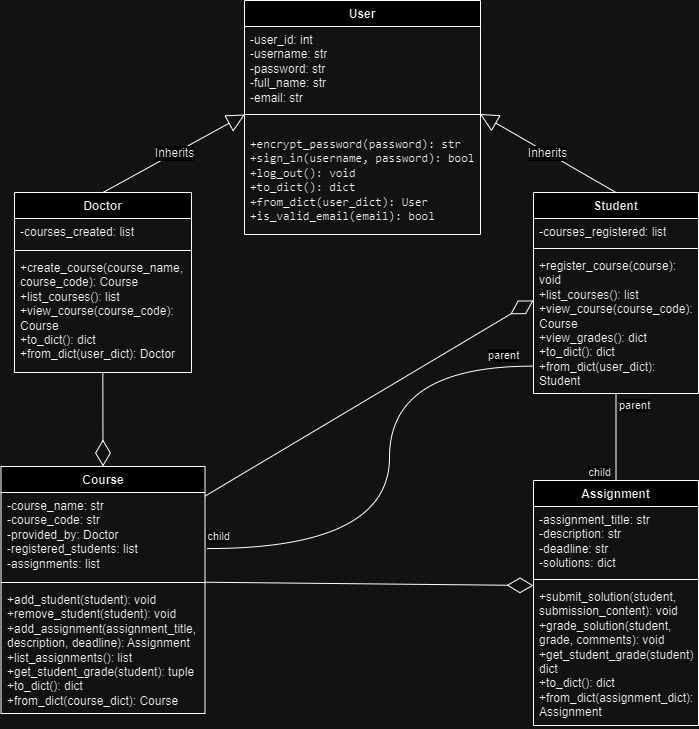 User
-user_id: int
-username: str
-password: str
-full_name: str
-email: str
+encrypt_password(password): str
+sign_in(username, password): bool
+log_out(): void
+to_dict(): dict
+from_dict(user_dict): User
+is_valid_email(email): bool
Inherits
Inherits
Doctor
-courses_created: list
+create_course(course_name,
course_code): Course
+list_courses(): list
+view_course(course_code):
Course
+to_dict(): dict
+from_dict(user_dict): Doctor
Student
-courses_registered: list
+register_course(course):
void
+list_courses(): list
+view_course(course_code):
Course
+view_grades(): dict
+to_dict(): dict
+from_dict(user_dict):
Student
parent
parent
child
child
Course
-course_name: str
-course_code: str
-provided_by: Doctor
-registered_students: list
-assignments: list
+add_student(student): void
+remove_student(student): void
+add_assignment(assignment_title,
description, deadline): Assignment
+list_assignments(): list
+get_student_grade(student): tuple
+to_dict(): dict
+from_dict(course_dict): Course
Assignment
-assignment_title: str
-description: str
-deadline: str
-solutions: dict
+submit_solution(student,
submission_content): void
+grade_solution(student,
grade, comments): void
+get_student_grade(student)
dict
+to_dict(): dict
+from_dict(assignment_dict):
Assignment